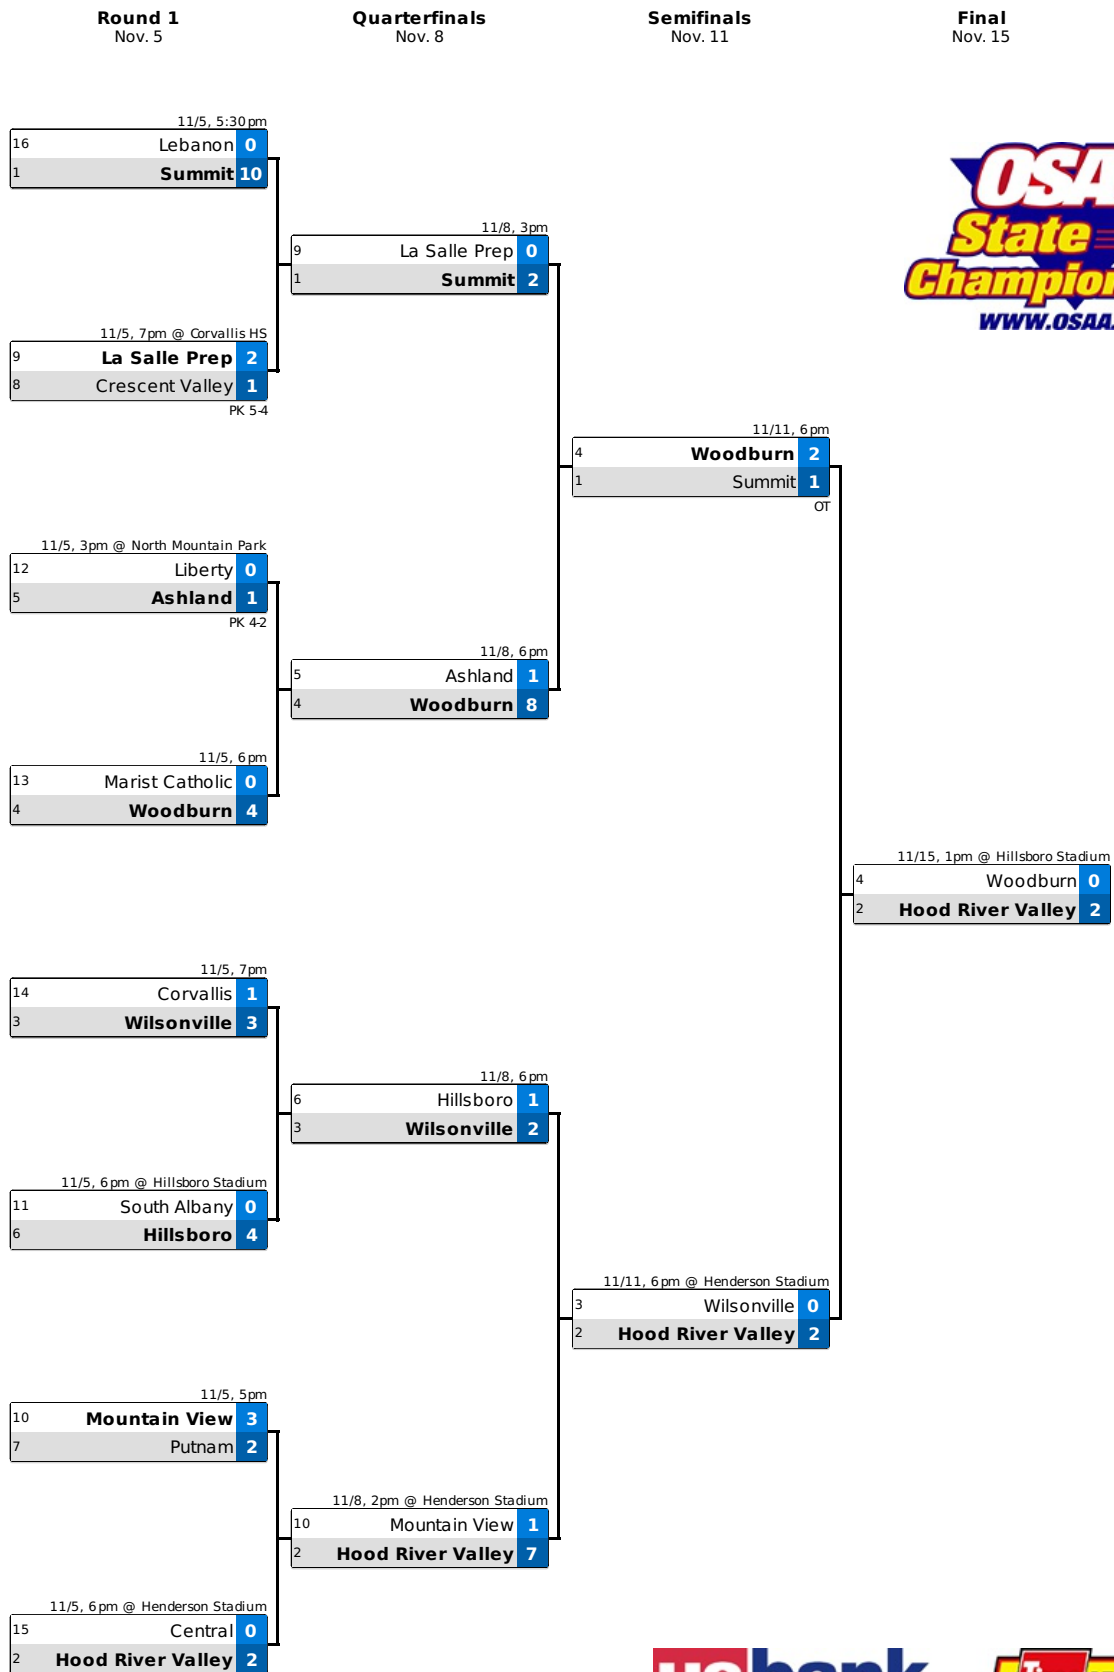 Round 1
Nov. 5
Quarterfinals
Nov. 8
Semifinals
Nov. 11
Final
Nov. 15
11/5, 5:30pm
16 Lebanon 0
1 Summit 10
11/5, 7pm @ Corvallis HS
9 La Salle Prep 2
8 Crescent Valley 1
PK 5-4
11/5, 3pm @ North Mountain Park
12 Liberty 0
5 Ashland 1
PK 4-2
11/5, 6pm
13 Marist Catholic 0
4 Woodburn 4
11/5, 7pm
14 Corvallis 1
3 Wilsonville 3
11/5, 6pm @ Hillsboro Stadium
11 South Albany 0
6 Hillsboro 4
11/5, 5pm
10 Mountain View 3
7 Putnam 2
11/5, 6pm @ Henderson Stadium
15 Central 0
2 Hood River Valley 2
11/8, 3pm
9 La Salle Prep 0
1 Summit 2
11/8, 6pm
5 Ashland 1
4 Woodburn 8
11/8, 6pm
6 Hillsboro 1
3 Wilsonville 2
11/8, 2pm @ Henderson Stadium
10 Mountain View 1
2 Hood River Valley 7
11/11, 6pm
4 Woodburn 2
1 Summit 1
OT
11/11, 6pm @ Henderson Stadium
3 Wilsonville 0
2 Hood River Valley 2
11/15, 1pm @ Hillsboro Stadium
4 Woodburn 0
2 Hood River Valley 2
OSA
State
Champion
WWW.OSAA.
usbank